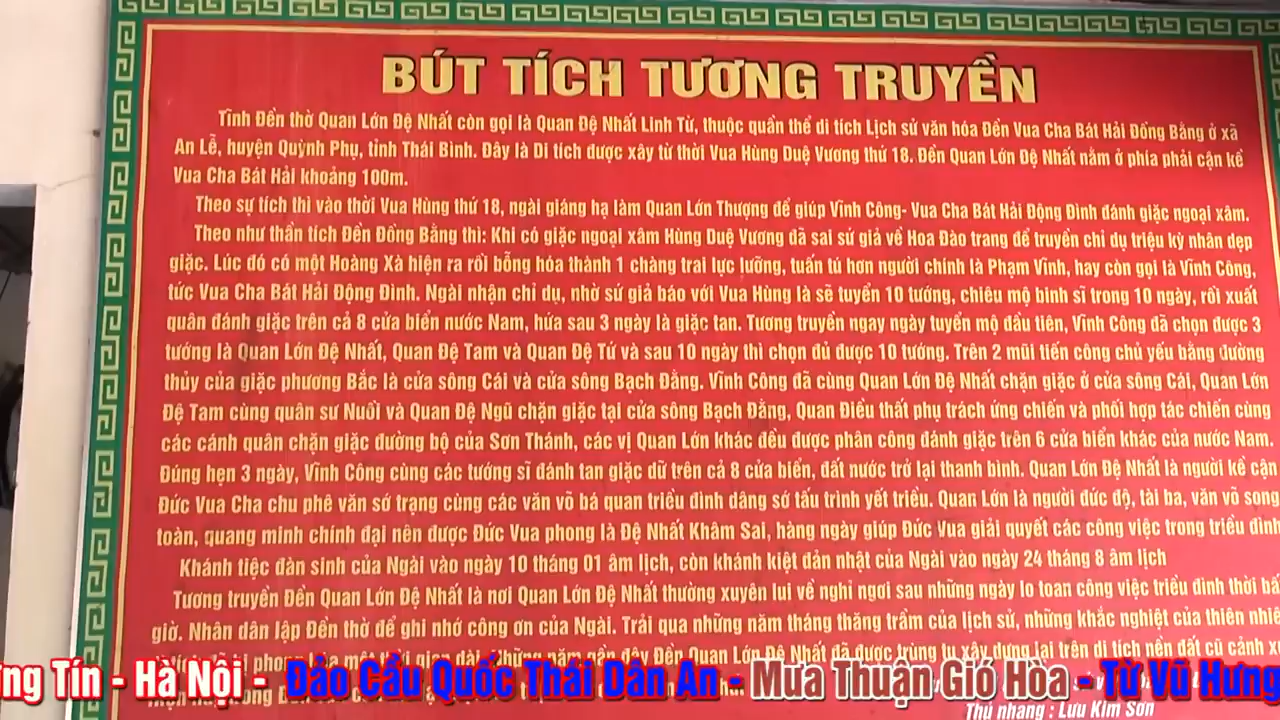 BÚT TÍCH TƯƠNG TRUYỀN
Tĩnh Đền thờ Quan Lớn Đệ Nhất còn gọi là Quan Đệ Nhất Linh Từ, thuộc quần thể di tích Lịch sử văn hóa Đền Vua Cha Bát Hải Đồng Bằng ở xã
An Lễ, huyện Quỳnh Phụ, tỉnh Thái Bình. Đây là Di tích được xây từ thời Vua Hùng Duệ Vương thứ 18. Đền Quan Lớn Đệ Nhất nằm ở phía phải cận kề
Vua Cha Bát Hải khoảng 100m.
Theo sự tích thì vào thời Vua Hùng thứ 18, ngài giáng hạ làm Quan Lớn Thượng để giúp Vĩnh Công- Vua Cha Bát Hải Động Đình đánh giặc ngoại xâm.
Theo như thần tích Đền Đồng Bằng thì: Khi có giặc ngoại xâm Hùng Duệ Vương đã sai sứ giả về Hoa Đào trang để truyền chỉ dụ triệu kỳ nhân dẹp
giặc. Lúc đó có một Hoàng Xà hiện ra rồi bỗng hóa thành 1 chàng trai lực lưỡng, tuấn tú hơn người chính là Phạm Vĩnh, hay còn gọi là Vĩnh Công,
tức Vua Cha Bát Hải Động Đình. Ngài nhận chỉ dụ, nhờ sứ giả báo với Vua Hùng là sẽ tuyển 10 tướng, chiêu mộ binh sĩ trong 10 ngày, rồi xuất
quân đánh giặc trên cả 8 cửa biển nước Nam, hứa sau 3 ngày là giặc tan. Tương truyền ngay ngày tuyển mộ đầu tiên, Vĩnh Công đã chọn được 3
tướng là Quan Lớn Đệ Nhất, Quan Đệ Tam và Quan Đệ Tứ và sau 10 ngày thì chọn đủ được 10 tướng. Trên 2 mũi tiến công chủ yếu bằng đường
thủy của giặc phương Bắc là cửa sông Cái và cửa sông Bạch Đằng. Vĩnh Công đã cùng Quan Lớn Đệ Nhất chặn giặc ở cửa sông Cái, Quan Lớn
Đệ Tam cùng quân sư Nuồi và Quan Đệ Ngũ chặn giặc tại cửa sông Bạch Đằng, Quan Điều thất phụ trách ứng chiến và phối hợp tác chiến cùng
các cánh quân chặn giặc đường bộ của Sơn Thánh, các vị Quan Lớn khác đều được phân công đánh giặc trên 6 cửa biển khác của nước Nam.
Đúng hẹn 3 ngày, Vĩnh Công cùng các tướng sĩ đánh tan giặc dữ trên cả 8 cửa biển, đất nước trở lại thanh bình. Quan Lớn Đệ Nhất là người kề cận
Đức Vua Cha chu phê văn sớ trạng cùng các văn võ bá quan triều đình dâng sớ tấu trình yết triều. Quan Lớn là người đức độ, tài ba, văn võ song
toàn, quang minh chính đại nên được Đức Vua phong là Đệ Nhất Khâm Sai, hàng ngày giúp Đức Vua giải quyết các công việc trong triều đình
Khánh tiệc đàn sinh của Ngài vào ngày 10 tháng 01 âm lịch, còn khánh kiệt đản nhật của Ngài vào ngày 24 tháng 8 âm lịch
Tương truyền Đền Quan Lớn Đệ Nhất là nơi Quan Lớn Đệ Nhất thường xuyên lui về nghỉ ngơi sau những ngày lo toan công việc triều đình thời
giờ. Nhân dân lập Đền thờ để ghi nhớ công ơn của Ngài. Trải qua những năm tháng thăng trầm của lịch sử, những khắc nghiệt của thiên
thời gian dài. Những năm gần đây Đền Quan Lớn Đệ Nhất đã được trùng tu xây dựng lại trên di tích nền đất cũ cảnh
Tín - Hà Nội - Đảo Cầu Quốc Thái Dân An - Mưa Thuận Gió Hòa - Từ Vũ Hưng
Thủ nhang : Lưu Kim Sơn